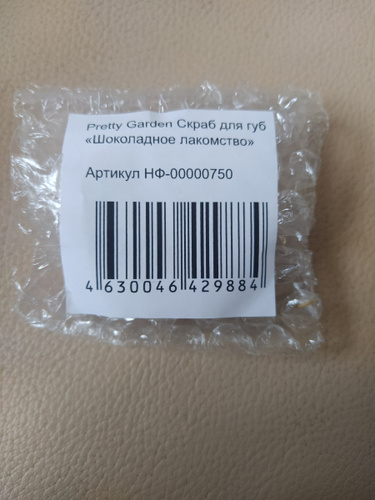 Pretty Garden Скраб для губ
«Шоколадное лакомство»
Артикул НФ-00000750
4 630046 429884